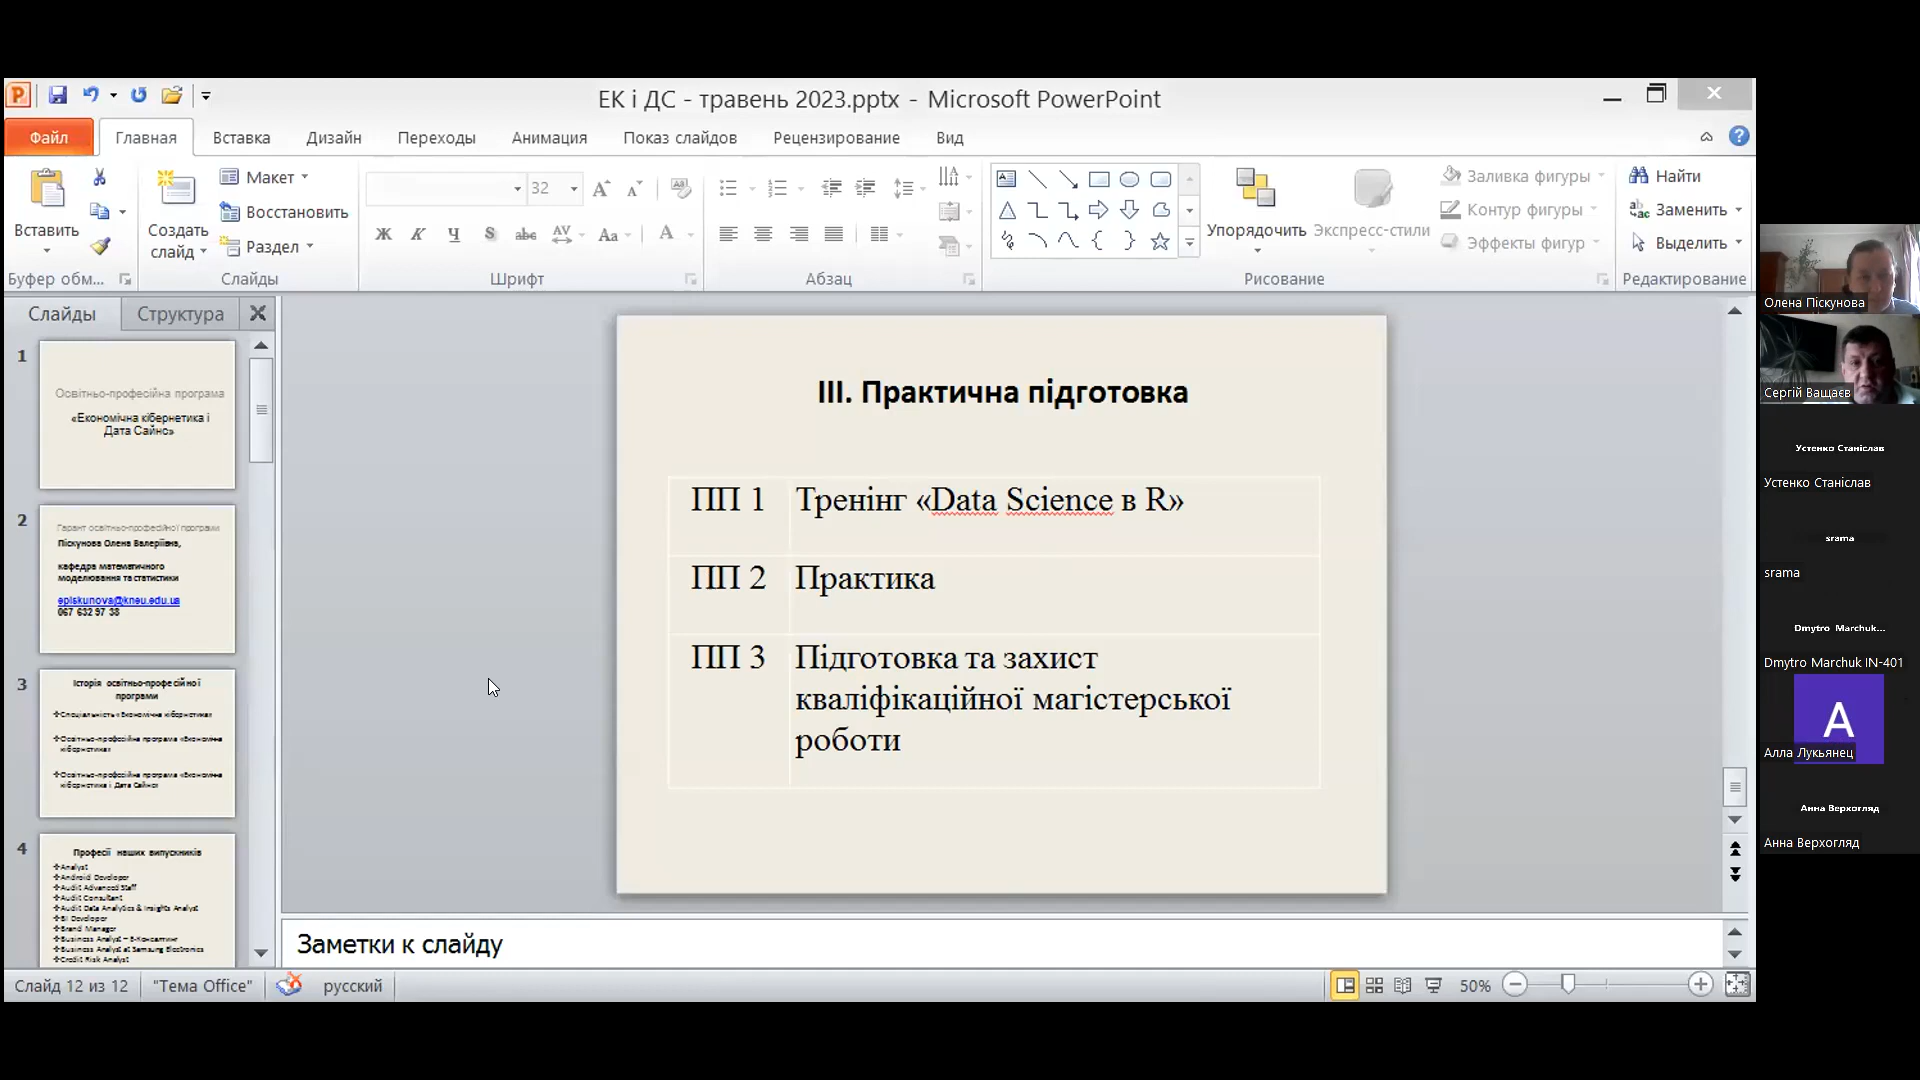 ЕК і ДС - травень 2023.pptx - Microsoft PowerPoint
Файл
Главная
Вставка
Дизайн
Переходы
Анимация
Показ слайдов
Рецензирование
Вид
Вставить
Буфер обм...
Создать слайд
Макет
Восстановить
Раздел
Слайды
32
Ж К Ч S abc AV Aa A
Шрифт
Абзац
Упорядочить
Экспресс-стили
Заливка фигуры
Контур фигуры
Эффекты фигур
Рисование
Найти
Заменить
Выделить
Редактирование
Слайды
Структура
1
Освітньо-професійна програма
«Економічна кібернетика і
Дата Сайнс»
2
Гарант освітньо-професійної програми
Піскунова Олена Валеріївна,
кафедра математичного
моделювання та статистики
episkunova@kneu.edu.ua
067 632 97 38
3
Історія освітньо-професійної
програми
Спеціальність «Економічна кібернетика»
Освітньо-професійна програма «Економічна
кібернетика»
Освітньо-професійна програма «Економічна
кібернетика і Дата Сайнс»
4
Професії наших випускників
Analyst
Android Developer
Audit Advanced Staff
Audit Consultant
Audit Data Analytics & Insights Analyst
BI Developer
Brand Manager
Business Analyst – Е-Консалтинг
Business Analyst at Samsung Electronics
Credit Risk Analyst
III. Практична підготовка
ПП 1 Тренінг «Data Science в R»
ПП 2 Практика
ПП 3 Підготовка та захист
кваліфікаційної магістерської
роботи
Заметки к слайду
Слайд 12 из 12
"Тема Office"
русский
50%
Олена Піскунова
Сергій Ващаєв
Устенко Станіслав
Устенко Станіслав
srama
srama
Dmytro Marchuk...
Dmytro Marchuk IN-401
А
Алла Лукьянец
Анна Верхогляд
Анна Верхогляд